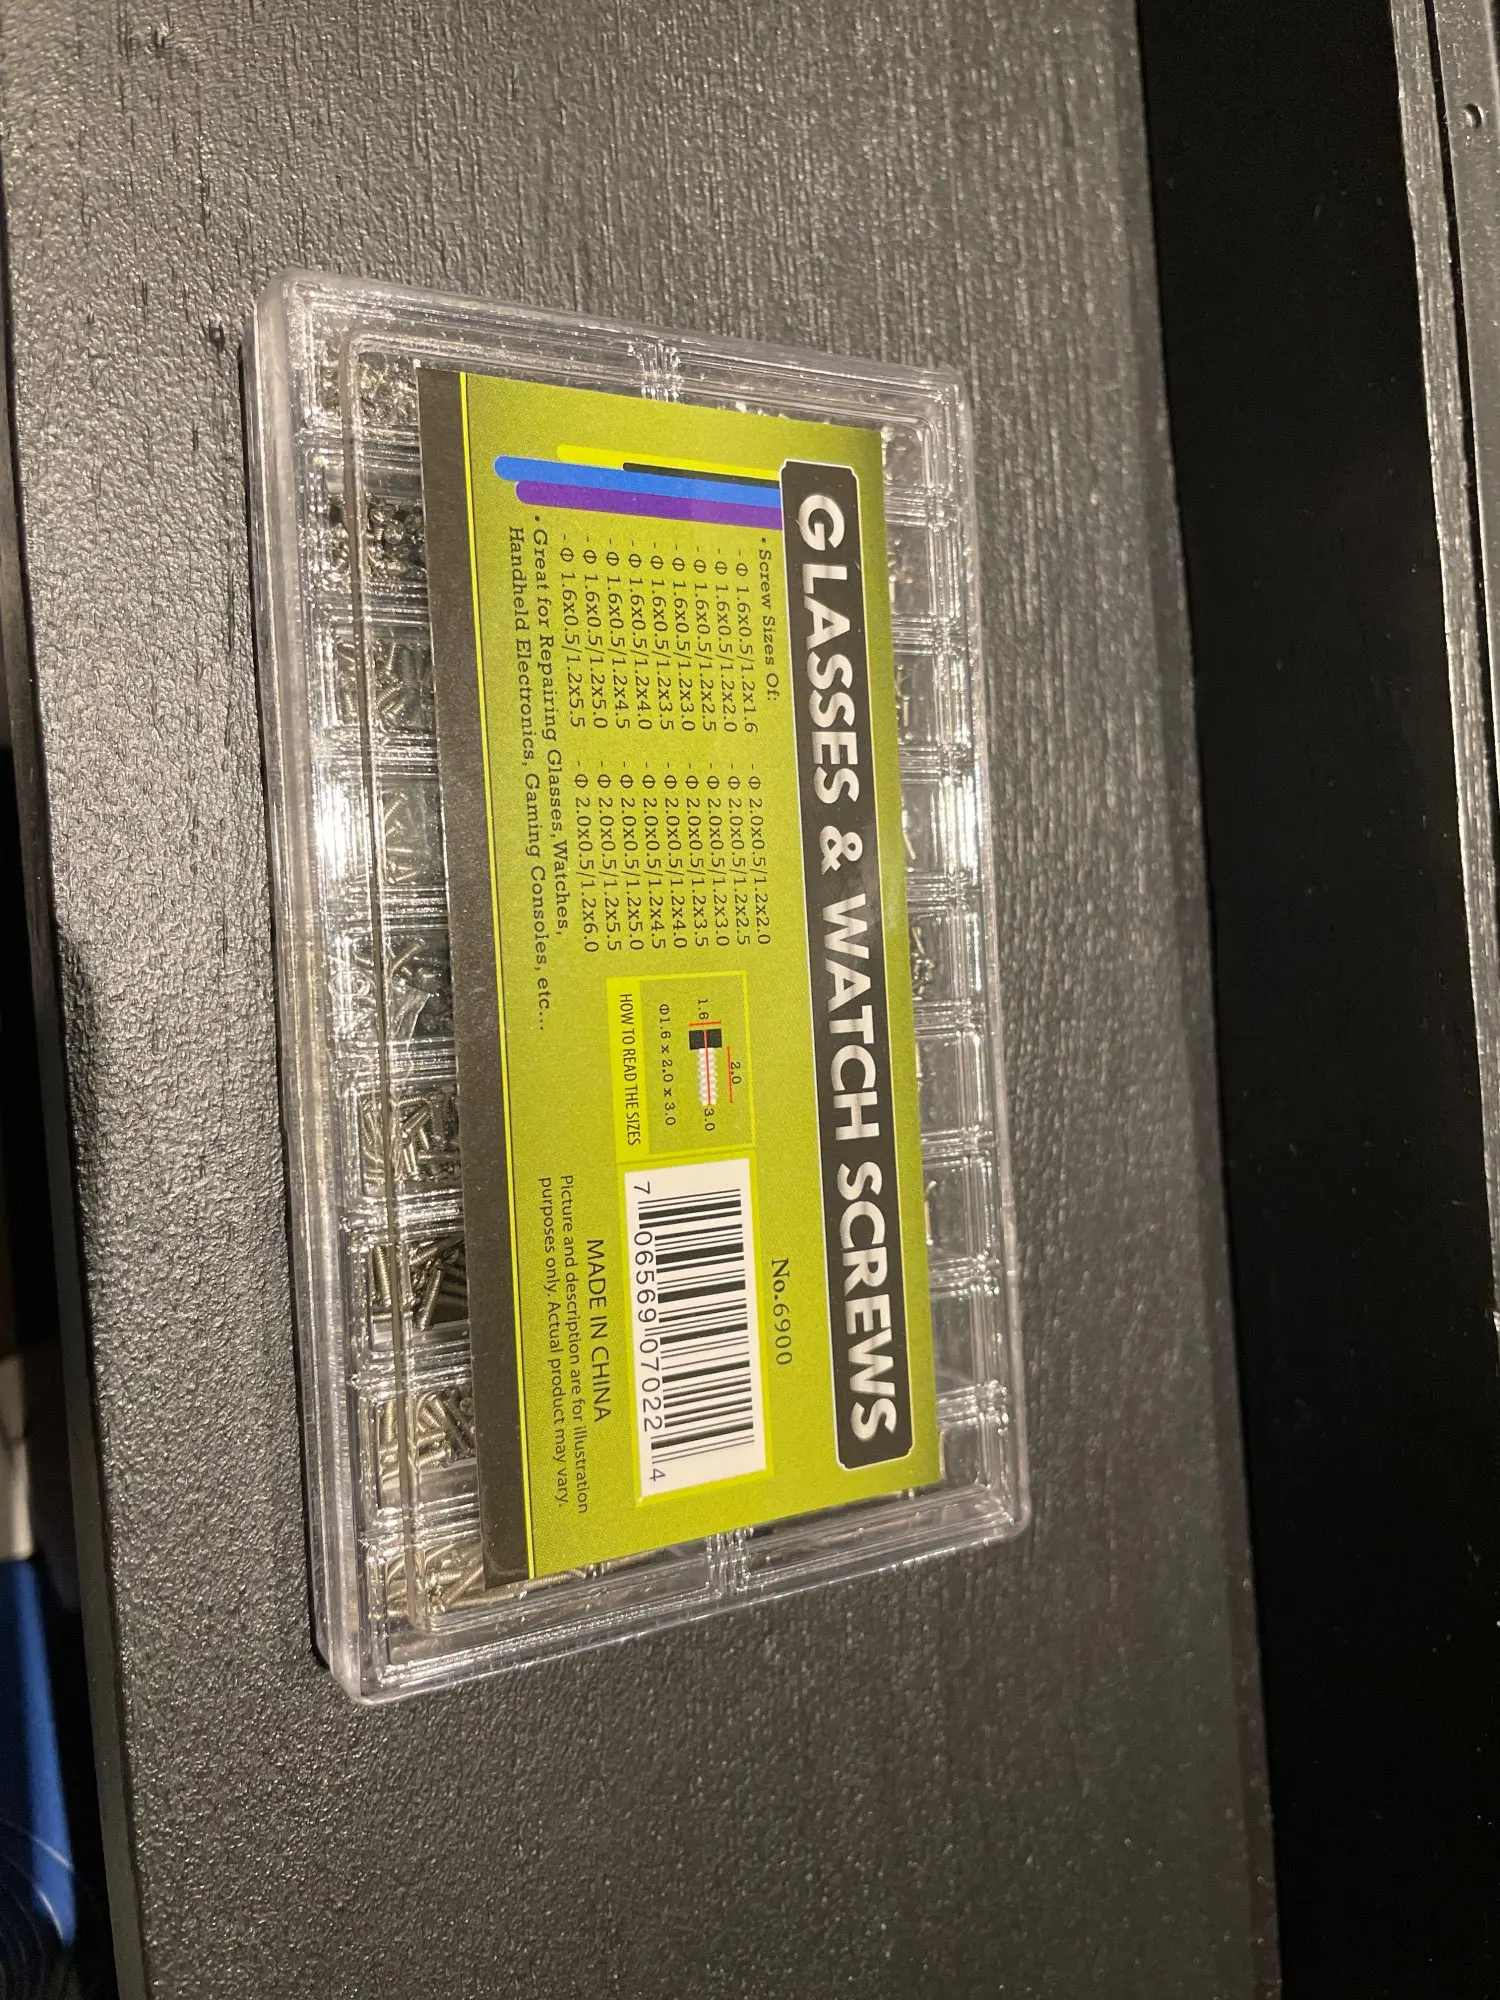 GLASSES & WATCH SCREWS
No.6900
• Screw Sizes Of:
- Φ 1.6x0.5/1.2x1.6
- Φ 1.6x0.5/1.2x2.0
- Φ 1.6x0.5/1.2x2.5
- Φ 1.6x0.5/1.2x3.0
- Φ 1.6x0.5/1.2x3.5
- Φ 1.6x0.5/1.2x4.0
- Φ 1.6x0.5/1.2x4.5
- Φ 1.6x0.5/1.2x5.0
- Φ 1.6x0.5/1.2x5.5
- Φ 2.0x0.5/1.2x2.0
- Φ 2.0x0.5/1.2x2.5
- Φ 2.0x0.5/1.2x3.0
- Φ 2.0x0.5/1.2x3.5
- Φ 2.0x0.5/1.2x4.0
- Φ 2.0x0.5/1.2x4.5
- Φ 2.0x0.5/1.2x5.0
- Φ 2.0x0.5/1.2x5.5
- Φ 2.0x0.5/1.2x6.0
• Great for Repairing Glasses, Watches,
Handheld Electronics, Gaming Consoles, etc...
2.0
1.6
3.0
Φ1.6 x 2.0 x 3.0
HOW TO READ THE SIZES
7 06569 07022 4
MADE IN CHINA
Picture and description are for illustration
purposes only. Actual product may vary.